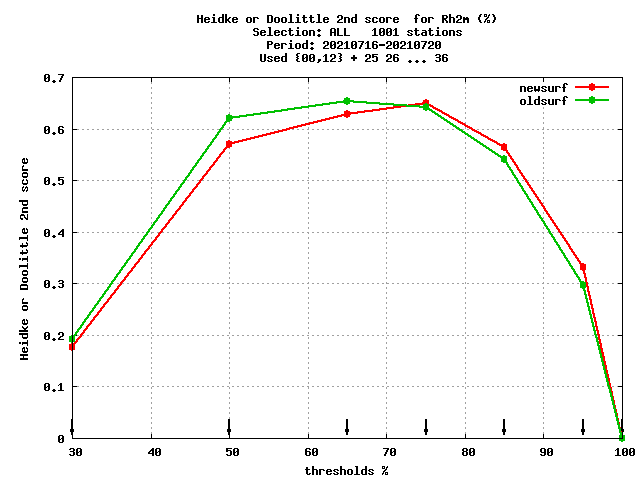 Heidke or Doolittle 2nd score  for Rh2m (%)
Selection: ALL   1001 stations
Period: 20210716-20210720
Used {00,12} + 25 26 ... 36
newsurf
oldsurf
0.7
0.6
0.5
0.4
0.3
0.2
0.1
0
Heidke or Doolittle 2nd score
30 40 50 60 70 80 90 100
thresholds %